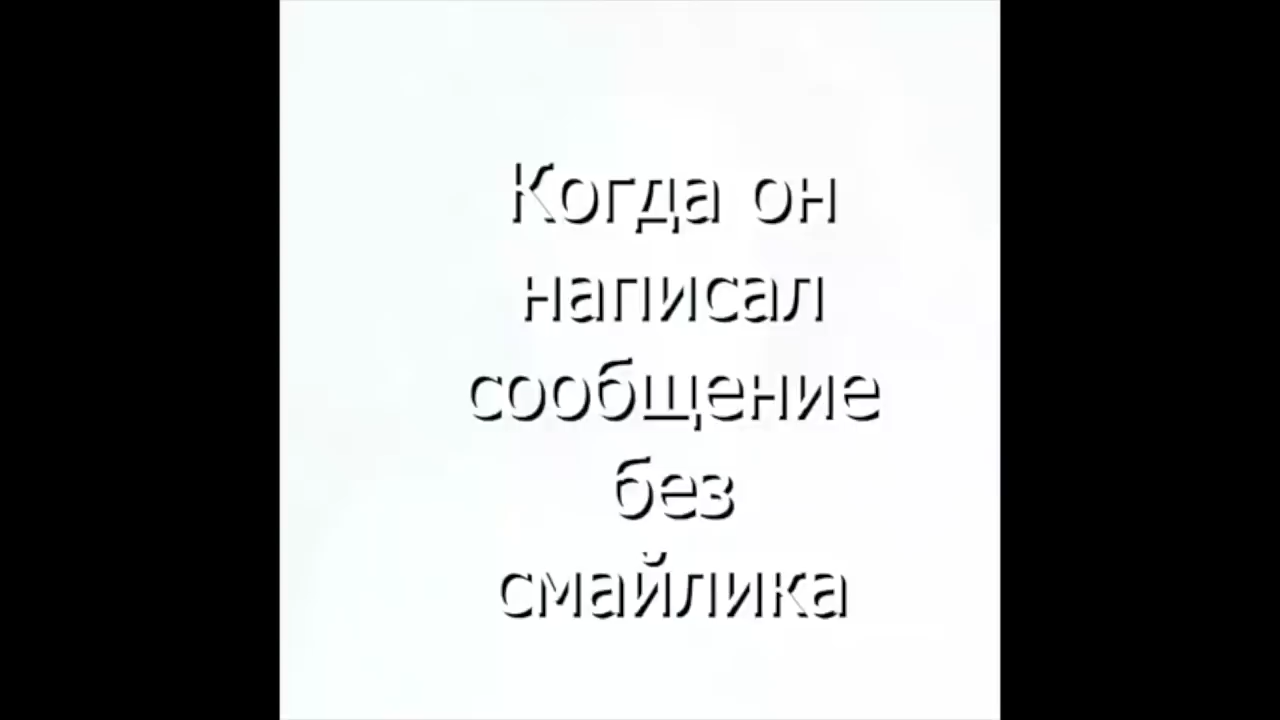 Когда он
написал
сообщение
без
смайлика